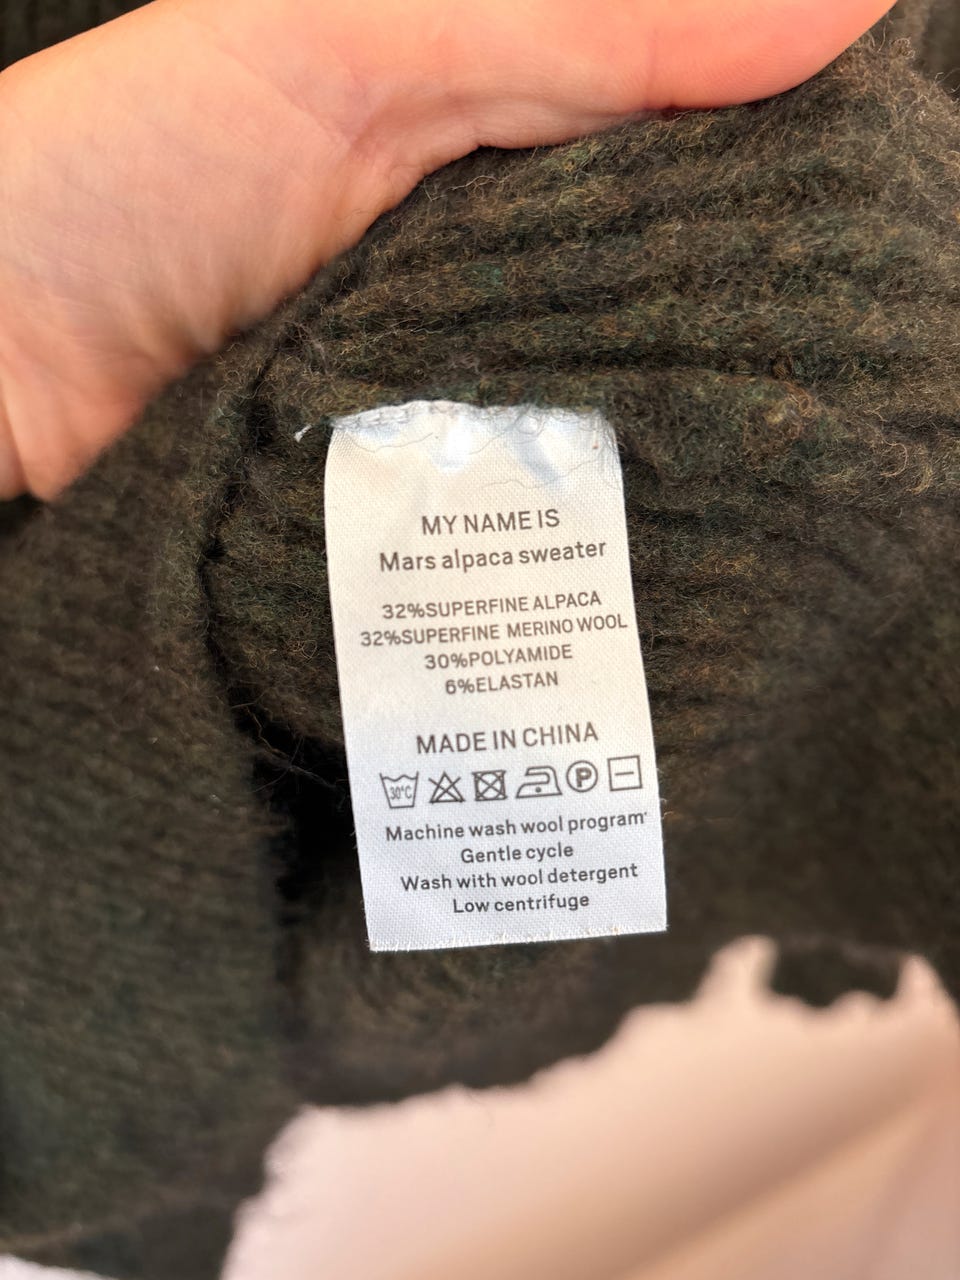 MY NAME IS
Mars alpaca sweater
32%SUPERFINE ALPACA
32%SUPERFINE MERINO WOOL
30%POLYAMIDE
6%ELASTAN
MADE IN CHINA
30°C P
Machine wash wool program
Gentle cycle
Wash with wool detergent
Low centrifuge